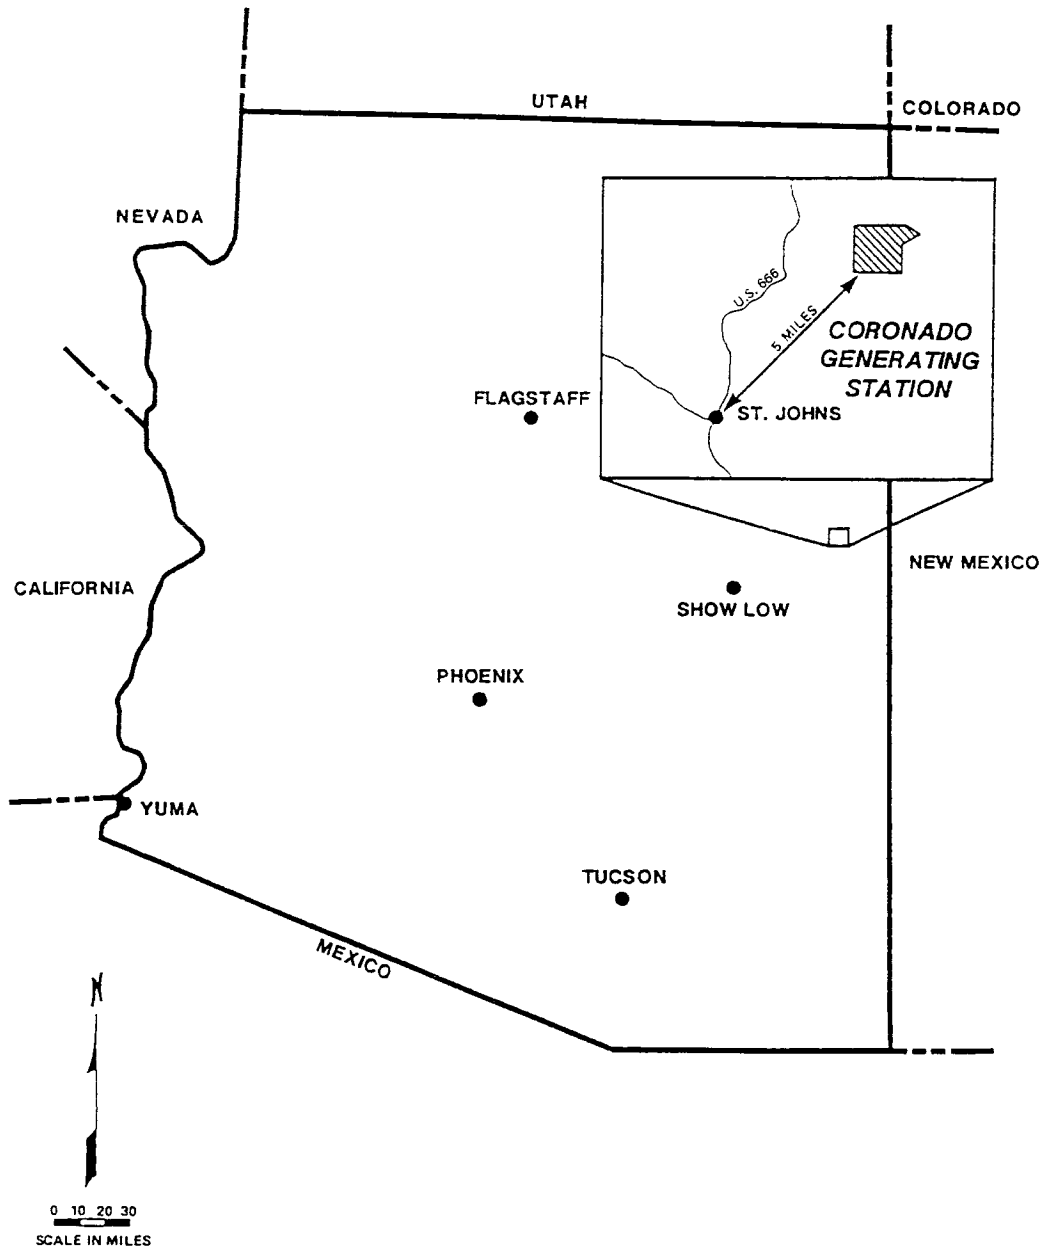 UTAH
COLORADO
NEVADA
U.S. 666
5 MILES
CORONADO
GENERATING
STATION
FLAGSTAFF
ST. JOHNS
NEW MEXICO
CALIFORNIA
SHOW LOW
PHOENIX
YUMA
TUCSON
MEXICO
N
0 10 20 30
SCALE IN MILES